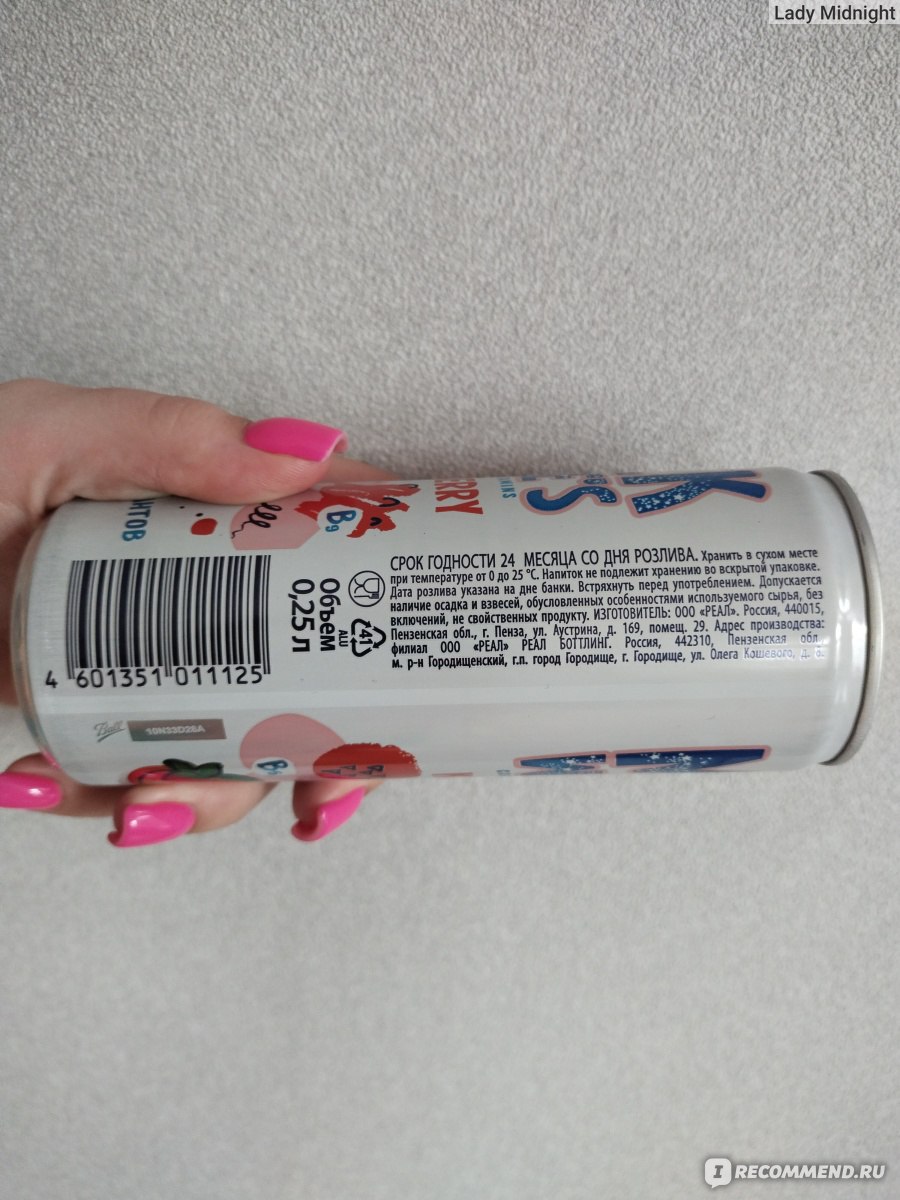 Lady Midnight
СРОК ГОДНОСТИ 24 МЕСЯЦА СО ДНЯ РОЗЛИВА. Хранить в сухом месте
при температуре от 0 до 25 °С. Напиток не подлежит хранению во вскрытой упаковке.
Дата розлива указана на дне банки. Встряхнуть перед употреблением. Допускается
наличие осадка и взвесей, обусловленных особенностями используемого сырья, без
включений, не свойственных продукту. ИЗГОТОВИТЕЛЬ: ООО «РЕАЛ». Россия, 440015,
Пензенская обл., г. Пенза, ул. Аустрина, д. 169, помещ. 29. Адрес производства:
филиал ООО «РЕАЛ» РЕАЛ БОТТЛИНГ. Россия, 442310, Пензенская обл.,
м. р-н Городищенский, г.п. город Городище, г. Городище, ул. Олега Кошевого, д.
Объем
0,25 л
41
ALU
4 601351 011125
B9
Ball
10N33D28A
IRECOMMEND.RU